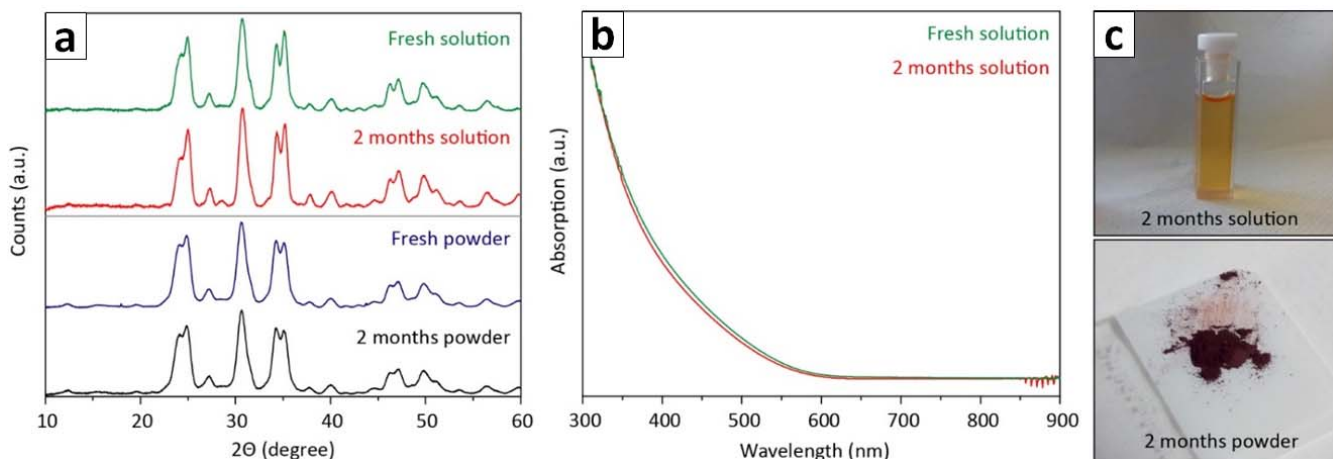 a
Fresh solution
2 months solution
Fresh powder
2 months powder
Counts (a.u.)
10 20 30 40 50 60
2Θ (degree)
b
Fresh solution
2 months solution
Absorption (a.u.)
300 400 500 600 700 800 900
Wavelength (nm)
c
2 months solution
2 months powder